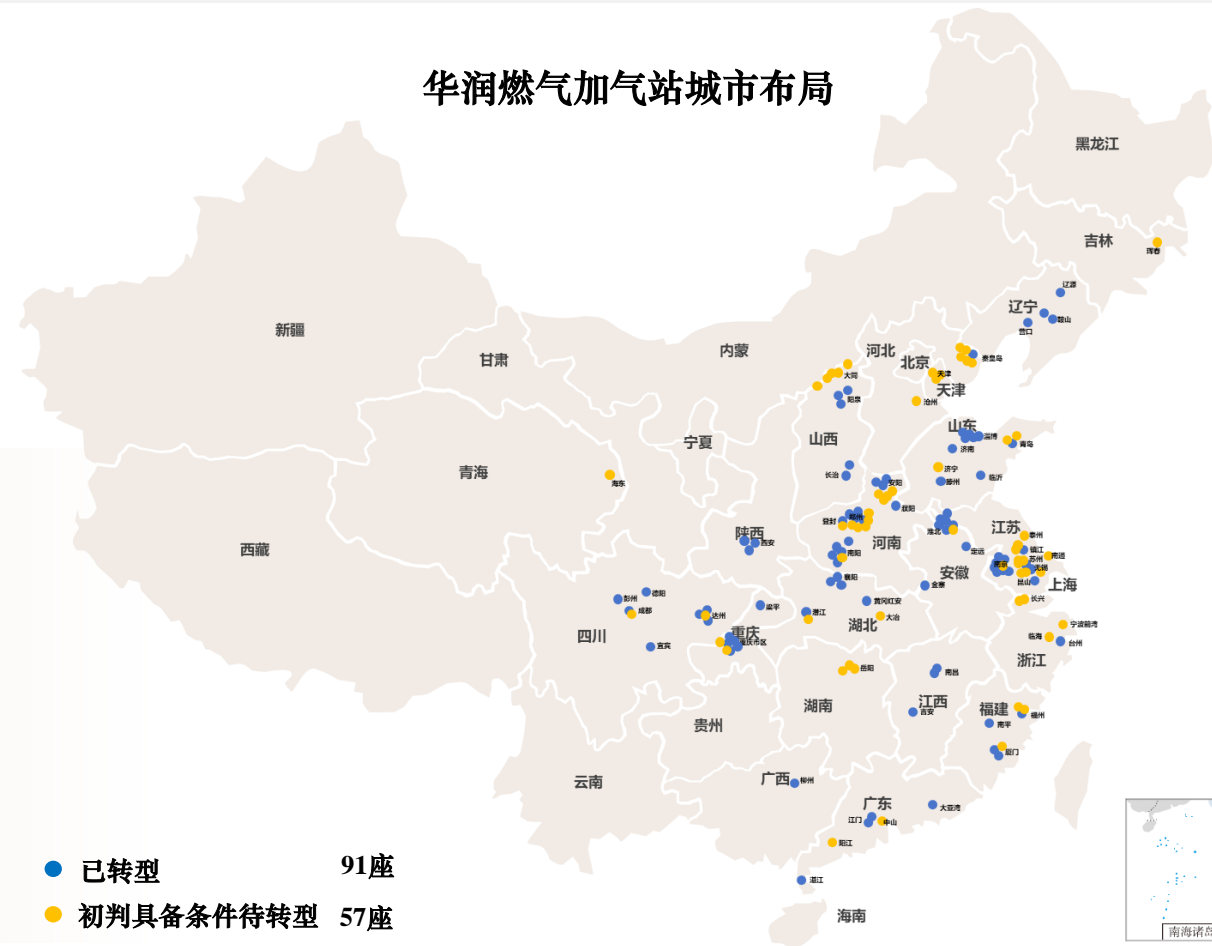 华润燃气加气站城市布局
黑龙江
吉林
珲春
辽源
辽宁
鞍山
营口
新疆
甘肃
内蒙
河北
北京
秦皇岛
大同
天津
天津
阳泉
沧州
宁夏
山西
山东
淄博
青岛
济南
青海
海东
长治
济宁
滕州
临沂
安阳
濮阳
登封
郑州
淮北
江苏
泰州
陕西
西安
河南
定远
镇江
南通
西藏
南阳
苏州
南京
无锡
安徽
襄阳
金寨
昆山
上海
彭州
德阳
黄冈红安
长兴
成都
达州
梁平
潜江
大冶
湖北
宁波前湾
四川
重庆
重庆市区
临海
台州
宜宾
浙江
岳阳
南昌
湖南
江西
吉安
福建
福州
贵州
南平
厦门
云南
广西
柳州
广东
大亚湾
江门
中山
阳江
湛江
海南
已转型 91座
初判具备条件待转型 57座
南海诸岛